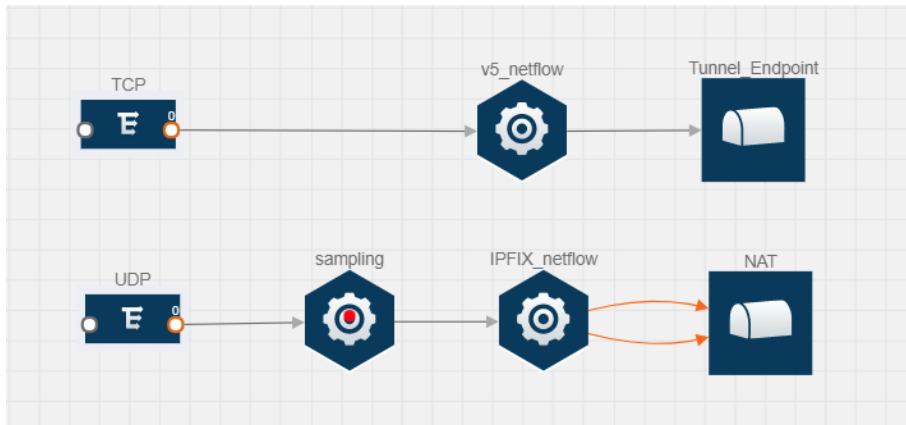 TCP
0
v5_netflow
Tunnel_Endpoint
UDP
0
sampling
IPFIX_netflow
NAT